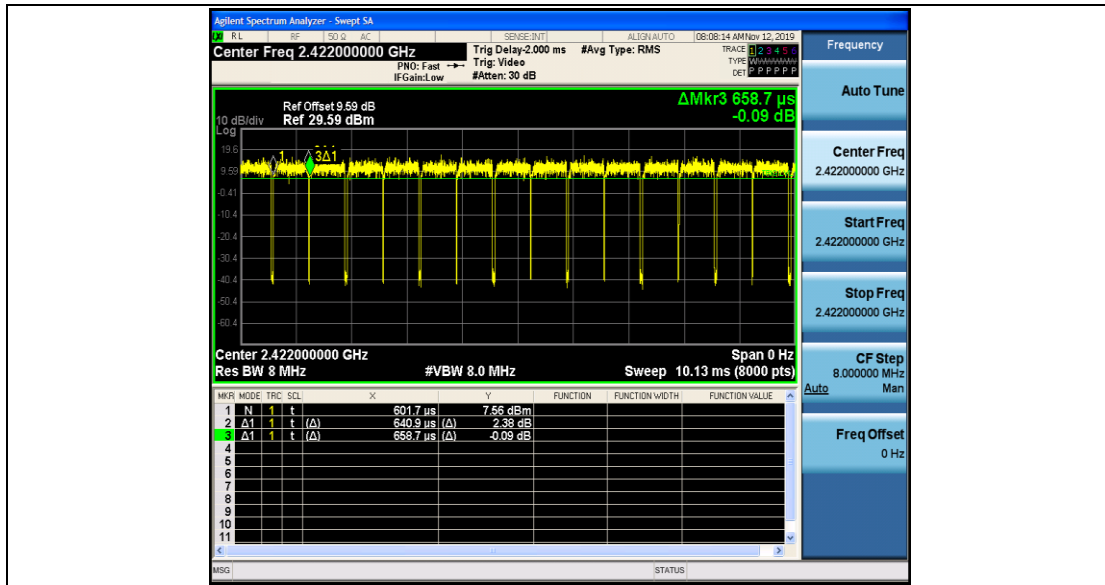 Agilent Spectrum Analyzer - Swept SA
RL RF 50 Ω AC SENSE:INT ALIGNAUTO 08:08:14 AM Nov 12, 2019
Center Freq 2.422000000 GHz
PNO: Fast
IFGain:Low
Trig Delay-2.000 ms
Trig: Video
#Atten: 30 dB
#Avg Type: RMS
TRACE 1 2 3 4 5 6
TYPE
DET P P P P P P
ΔMkr3 658.7 µs
-0.09 dB
Ref Offset 9.59 dB
10 dB/div Ref 29.59 dBm
Log
19.6
9.59
-0.41
-10.4
-20.4
-30.4
-40.4
-50.4
-60.4
1
3Δ1
Center 2.422000000 GHz Span 0 Hz
Res BW 8 MHz #VBW 8.0 MHz Sweep 10.13 ms (8000 pts)
MKR MODE TRC SCL X Y FUNCTION FUNCTION WIDTH FUNCTION VALUE
1 N 1 t 601.7 µs 7.56 dBm
2 Δ1 1 t (Δ) 640.9 µs (Δ) 2.38 dB
3 Δ1 1 t (Δ) 658.7 µs (Δ) -0.09 dB
4
5
6
7
8
9
10
11
MSG STATUS
Frequency
Auto Tune
Center Freq
2.422000000 GHz
Start Freq
2.422000000 GHz
Stop Freq
2.422000000 GHz
CF Step
8.000000 MHz
Auto Man
Freq Offset
0 Hz